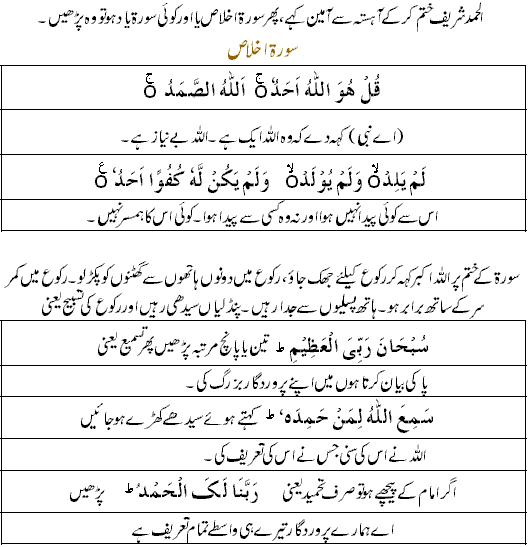 الحمد شریف ختم کر کے آہستہ سے آمین کہے، پھر سورۃ اخلاص یا اور کوئی سورۃ یاد ہو تو وہ پڑھیں۔
سورۃ اخلاص
قُلْ هُوَ اللّٰهُ اَحَدٌ ۚ اَللّٰهُ الصَّمَدُ ۚ
(اے نبی) کہہ دے کہ وہ اللہ ایک ہے۔ اللہ بے نیاز ہے۔
لَمْ یَلِدْ ۙ وَلَمْ یُوْلَدْ ۙ وَلَمْ یَکُنْ لَّهٗ کُفُوًا اَحَدٌ ۚ
اس سے کوئی پیدا نہیں ہوا اور نہ وہ کسی سے پیدا ہوا۔ کوئی اس کا ہمسر نہیں۔
سورۃ کے ختم پر اللہ اکبر کہہ کر رکوع کیلئے جھک جاؤ، رکوع میں دونوں ہاتھوں سے گھٹنوں کو پکڑ لو۔ رکوع میں کمر
سر کے ساتھ برابر ہو۔ ہاتھ پسلیوں سے جدا رہیں۔ پنڈلیاں سیدھی رہیں اور رکوع کی تسبیح یعنی
سُبْحَانَ رَبِّیَ الْعَظِیْمِ ؕ تین یا پانچ مرتبہ پڑھیں پھر تسمیع یعنی
پاکی بیان کرتا ہوں میں اپنے پروردگار بزرگ کی۔
سَمِعَ اللّٰهُ لِمَنْ حَمِدَه‘ ؕ کہتے ہوئے سیدھے کھڑے ہو جائیں
اللہ نے اس کی سنی جس نے اس کی تعریف کی۔
اگر امام کے پیچھے ہو تو صرف تحمید یعنی رَبَّنَا لَکَ الْحَمْدُ ؕ پڑھیں
اے ہمارے پروردگار تیرے ہی واسطے تمام تعریف ہے